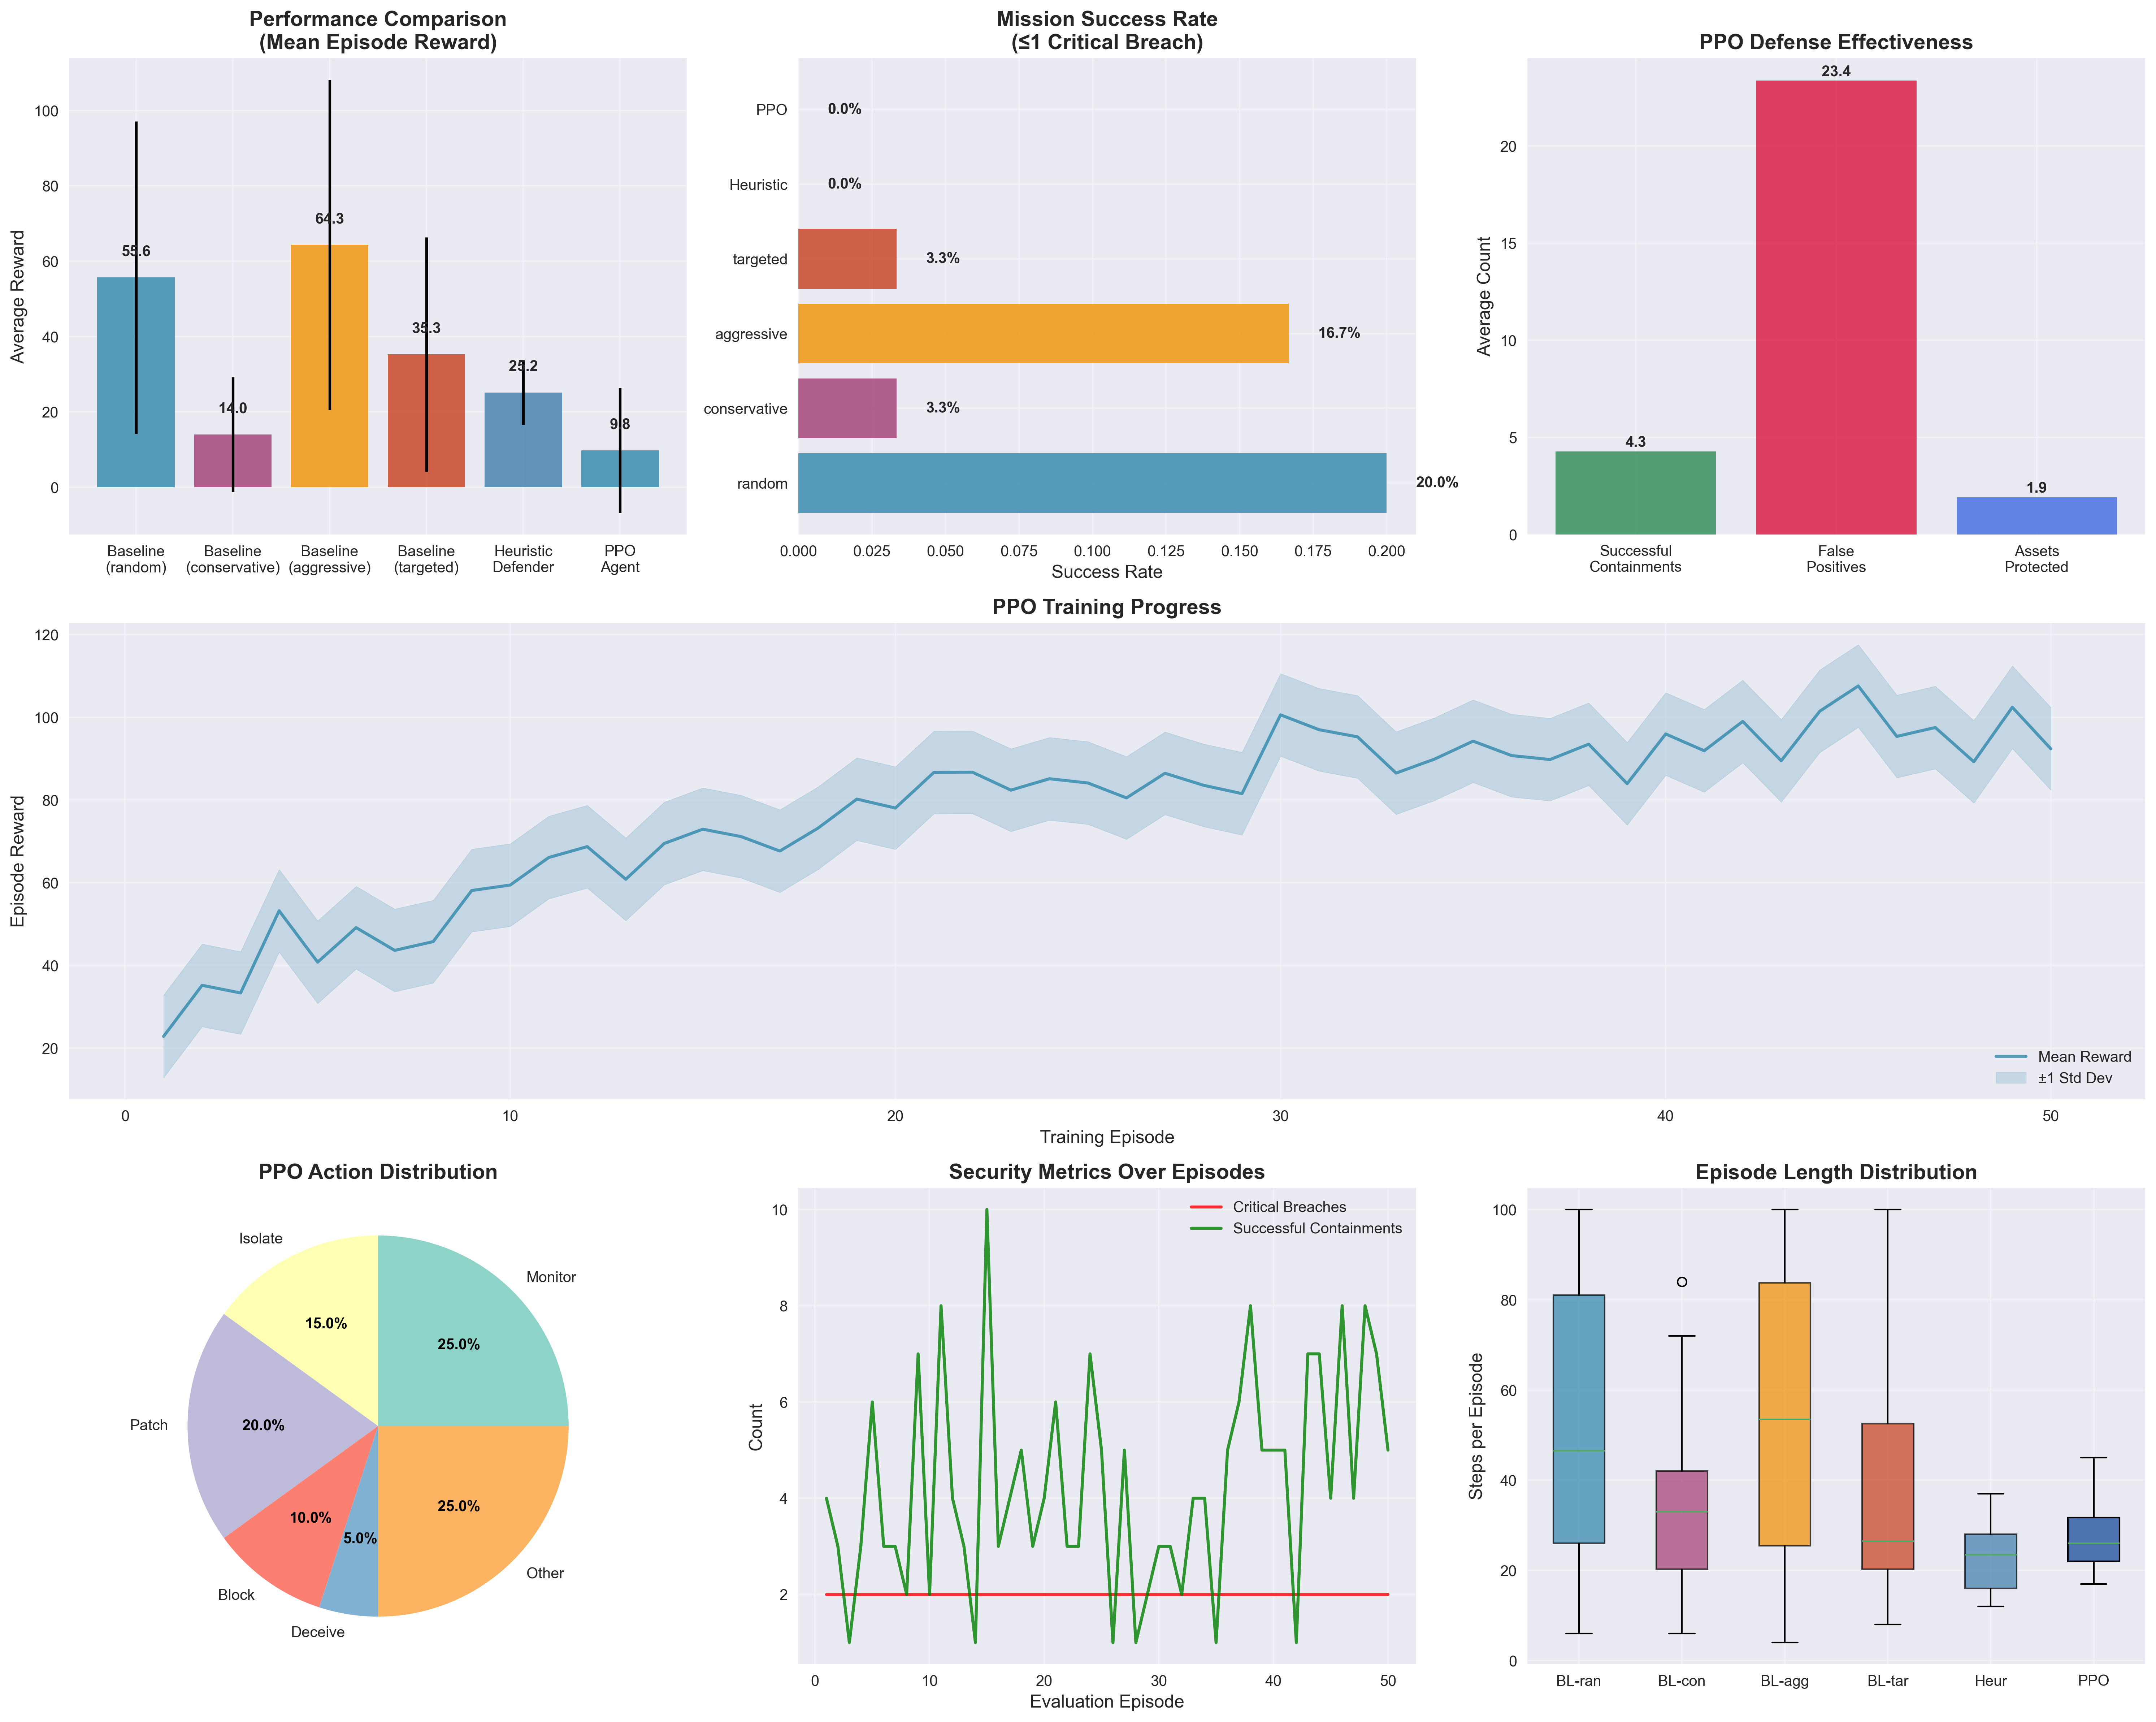 Performance Comparison
(Mean Episode Reward)
Average Reward
100
80
60
40
20
0
55.6
14.0
64.3
35.3
25.2
9.8
Baseline
(random)
Baseline
(conservative)
Baseline
(aggressive)
Baseline
(targeted)
Heuristic
Defender
PPO
Agent
Mission Success Rate
(≤1 Critical Breach)
PPO
0.0%
Heuristic
0.0%
targeted
3.3%
aggressive
16.7%
conservative
3.3%
random
20.0%
0.000 0.025 0.050 0.075 0.100 0.125 0.150 0.175 0.200
Success Rate
PPO Defense Effectiveness
Average Count
20
15
10
5
0
4.3
23.4
1.9
Successful
Containments
False
Positives
Assets
Protected
PPO Training Progress
Episode Reward
120
100
80
60
40
20
Mean Reward
±1 Std Dev
0 10 20 30 40 50
Training Episode
PPO Action Distribution
Isolate
Monitor
15.0%
25.0%
Patch
20.0%
10.0%
5.0%
25.0%
Block
Deceive
Other
Security Metrics Over Episodes
Critical Breaches
Successful Containments
Count
10
8
6
4
2
0 10 20 30 40 50
Evaluation Episode
Episode Length Distribution
Steps per Episode
100
80
60
40
20
0
BL-ran BL-con BL-agg BL-tar Heur PPO